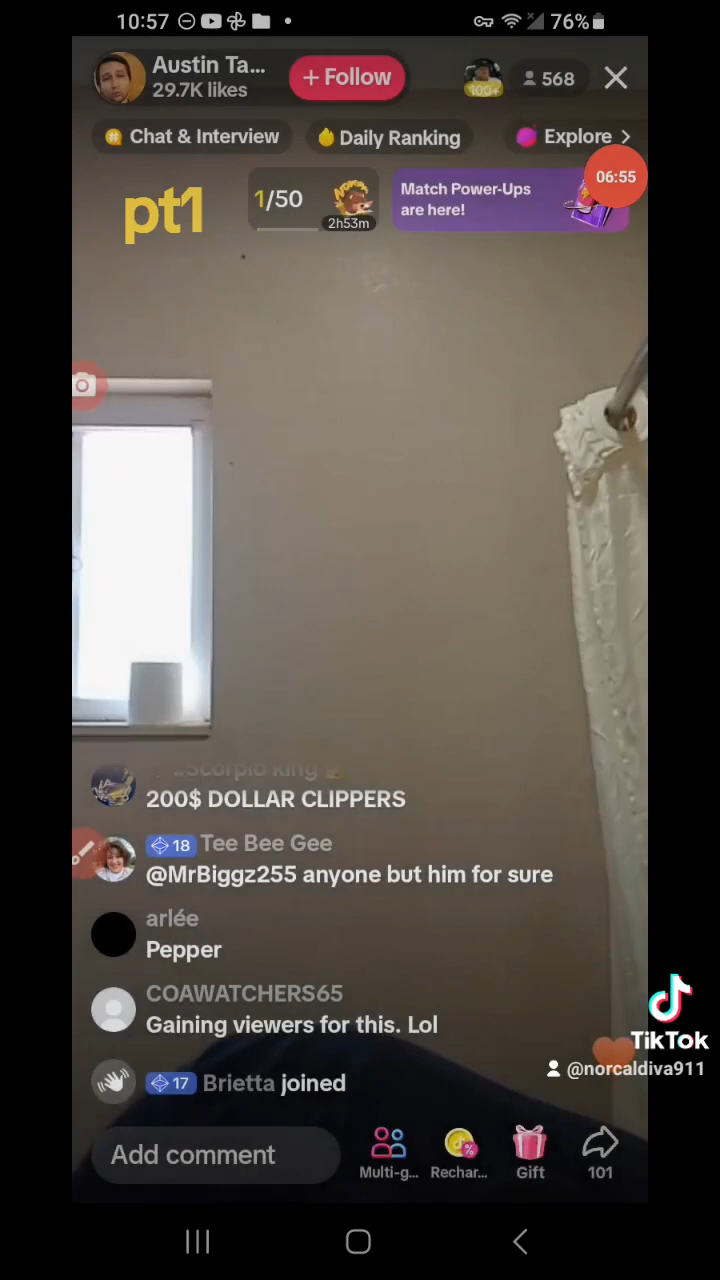 10:57
76%
Austin Ta...
29.7K likes
+ Follow
100+
568
Chat & Interview
Daily Ranking
Explore >
06:55
pt1
1/50
2h53m
Match Power-Ups
are here!
..Scorpio king
200$ DOLLAR CLIPPERS
18 Tee Bee Gee
@MrBiggz255 anyone but him for sure
arlée
Pepper
COAWATCHERS65
Gaining viewers for this. Lol
17 Brietta joined
TikTok
@norcaldiva911
Add comment
Multi-g...
Rechar...
Gift
101